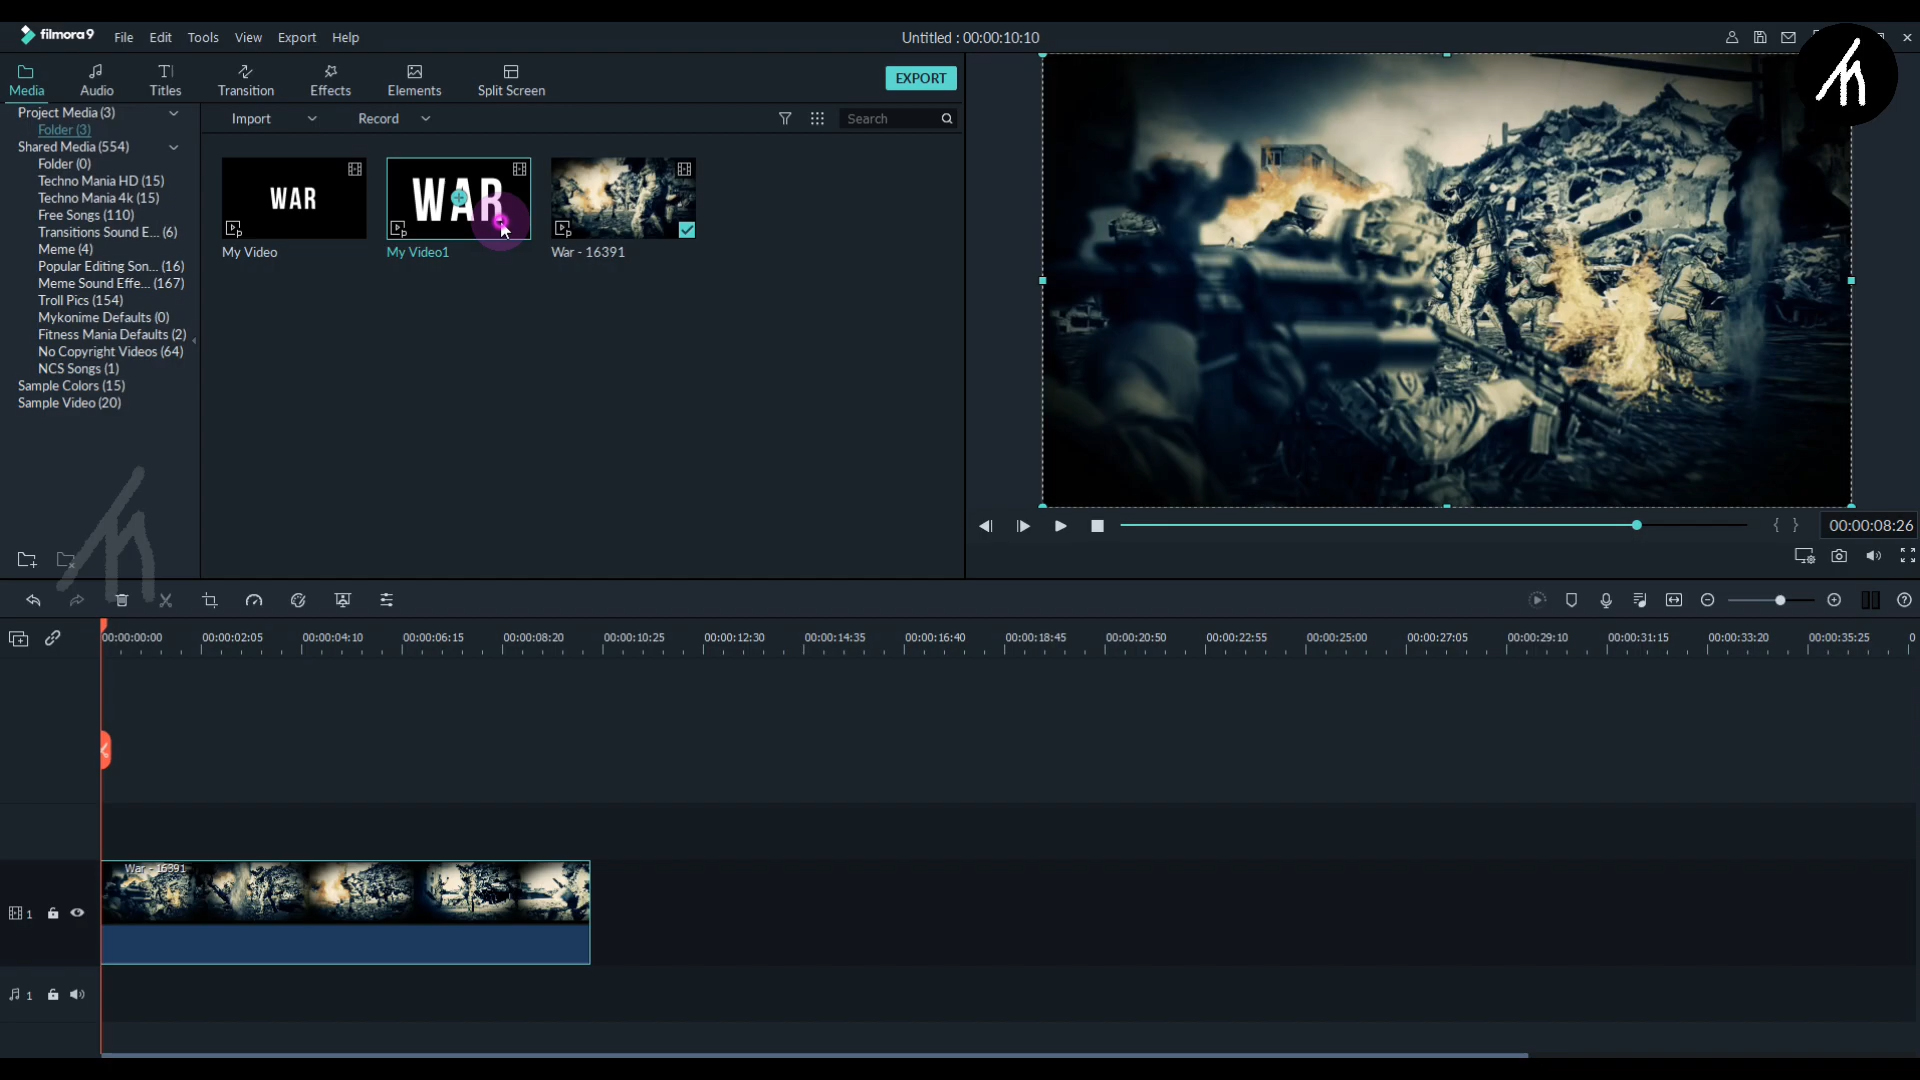 filmora9 File Edit Tools View Export Help
Untitled : 00:00:10:10
Media Audio Titles Transition Effects Elements Split Screen
EXPORT
Project Media (3)
Folder (3)
Shared Media (554)
Folder (0)
Techno Mania HD (15)
Techno Mania 4k (15)
Free Songs (110)
Transitions Sound E... (6)
Meme (4)
Popular Editing Son... (16)
Meme Sound Effe... (167)
Troll Pics (154)
Mykonime Defaults (0)
Fitness Mania Defaults (2)
No Copyright Videos (64)
NCS Songs (1)
Sample Colors (15)
Sample Video (20)
Import Record Search
WAR WAR
My Video My Video1 War - 16391
{ } 00:00:08:26
00:00:00:00 00:00:02:05 00:00:04:10 00:00:06:15 00:00:08:20 00:00:10:25 00:00:12:30 00:00:14:35 00:00:16:40 00:00:18:45 00:00:20:50 00:00:22:55 00:00:25:00 00:00:27:05 00:00:29:10 00:00:31:15 00:00:33:20 00:00:35:25 0
War - 16391
1
1